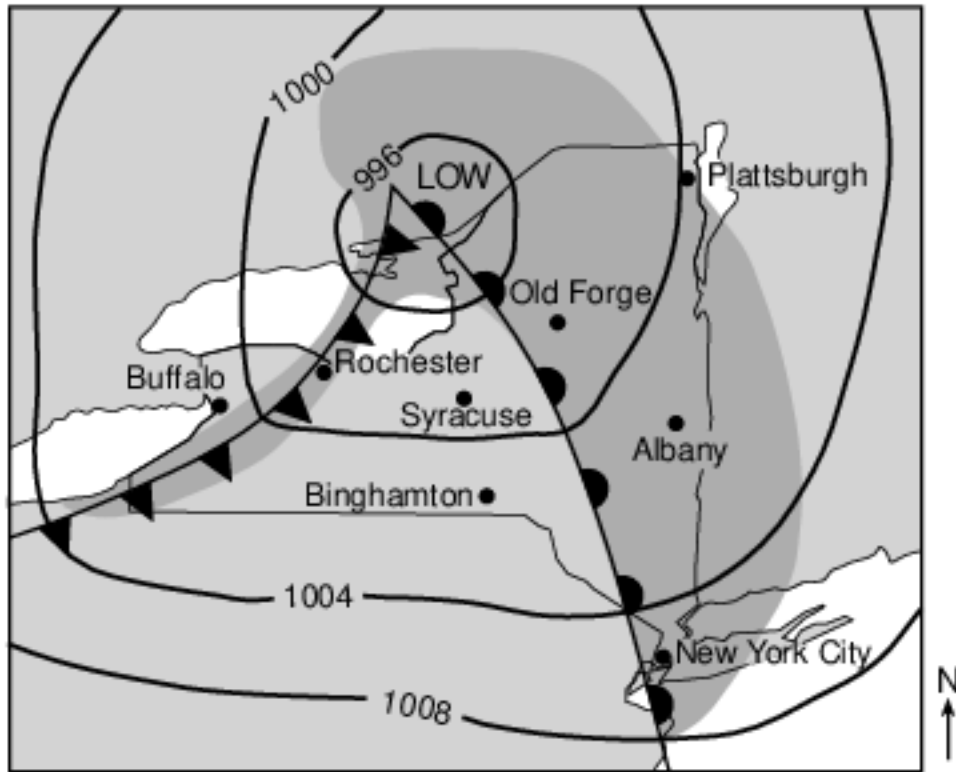 1000
996
LOW
Plattsburgh
Old Forge
Rochester
Buffalo
Syracuse
Albany
Binghamton
1004
New York City
N
1008